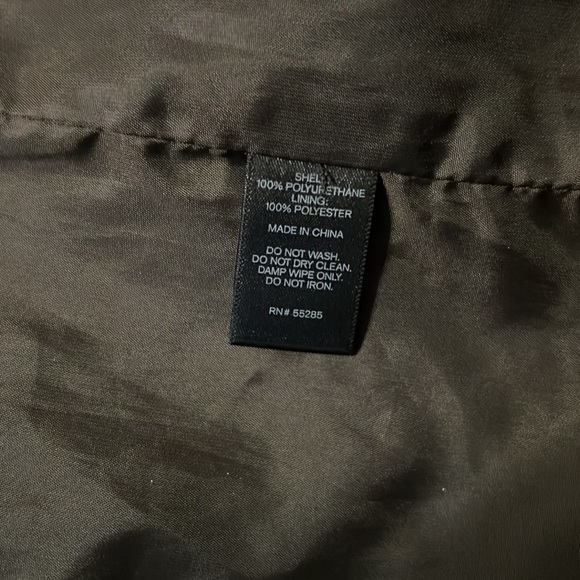 SHELL:
100% POLYURETHANE
LINING:
100% POLYESTER
MADE IN CHINA
DO NOT WASH.
DO NOT DRY CLEAN.
DAMP WIPE ONLY.
DO NOT IRON.
RN# 55285